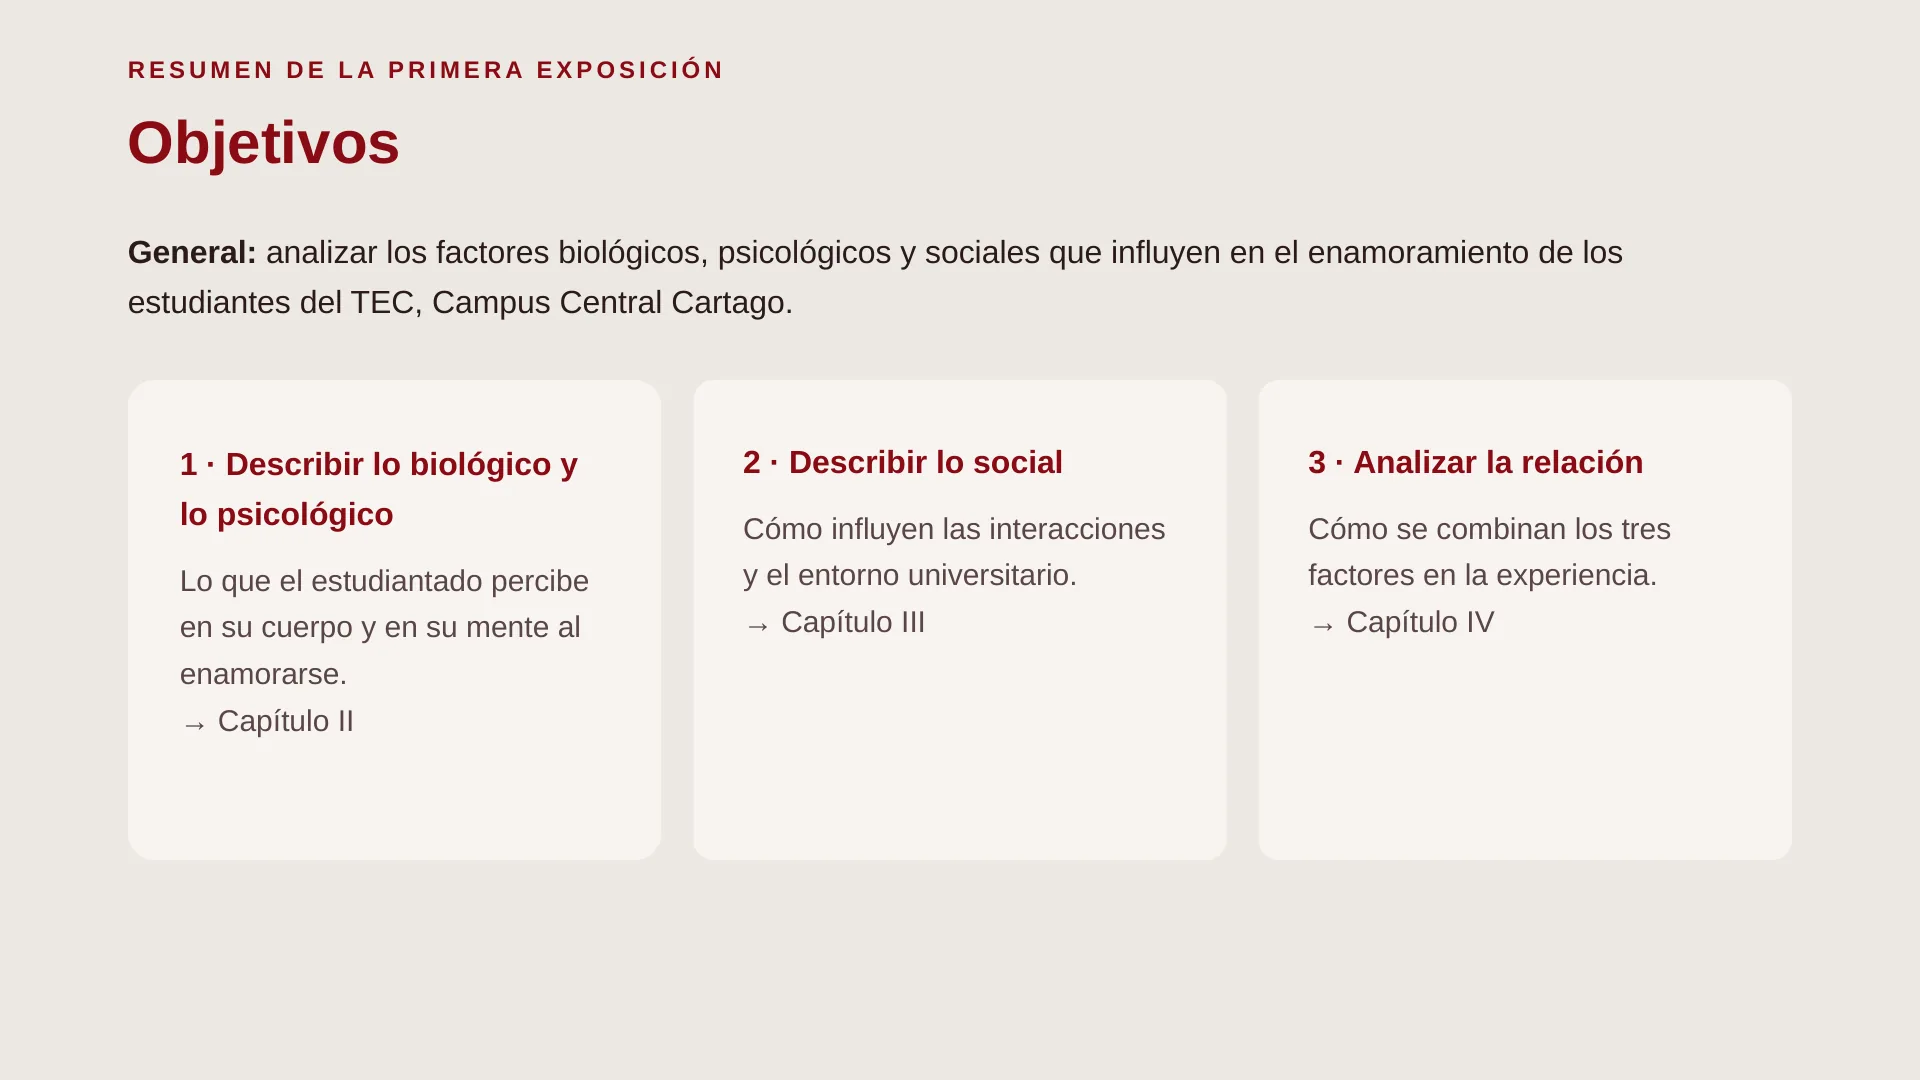 RESUMEN DE LA PRIMERA EXPOSICIÓN
Objetivos
General: analizar los factores biológicos, psicológicos y sociales que influyen en el enamoramiento de los
estudiantes del TEC, Campus Central Cartago.
1 · Describir lo biológico y
lo psicológico
Lo que el estudiantado percibe
en su cuerpo y en su mente al
enamorarse.
→ Capítulo II
2 · Describir lo social
Cómo influyen las interacciones
y el entorno universitario.
→ Capítulo III
3 · Analizar la relación
Cómo se combinan los tres
factores en la experiencia.
→ Capítulo IV